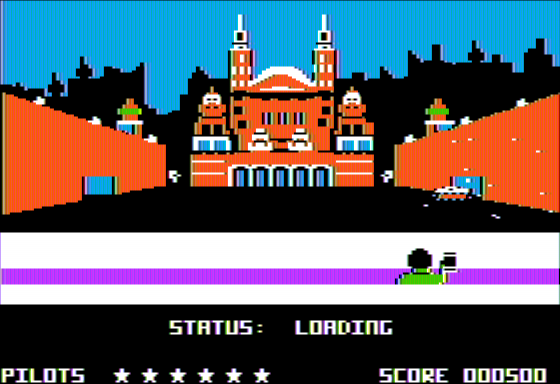 STATUS: LOADING
PILOTS ★ ★ ★ ★ ★ ★ SCORE 000500